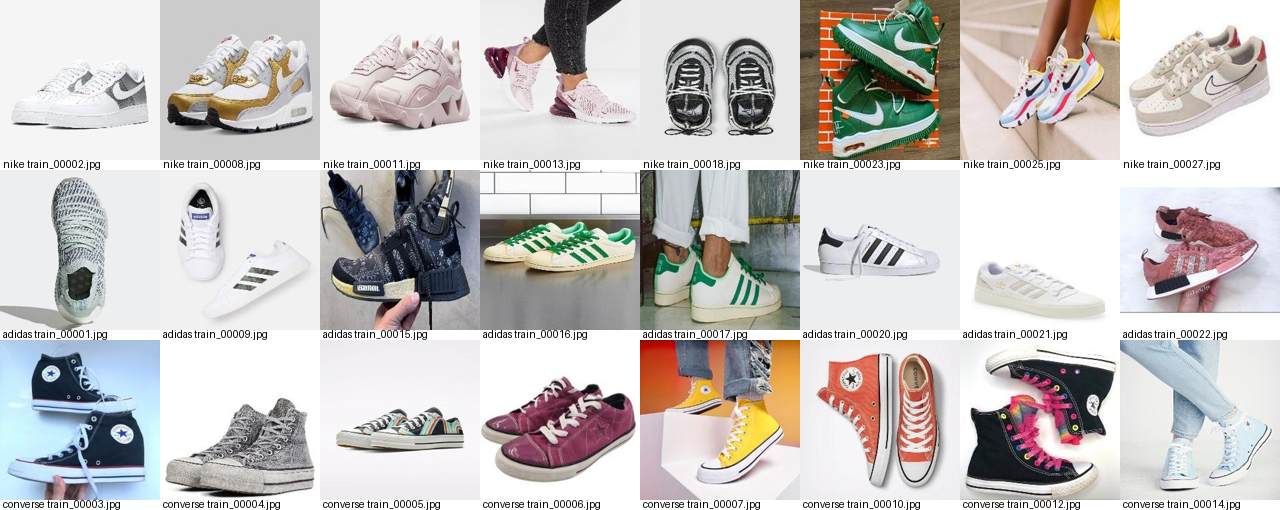 nike train_00002.jpg
nike train_00008.jpg
nike train_00011.jpg
nike train_00013.jpg
nike train_00018.jpg
nike train_00023.jpg
nike train_00025.jpg
nike train_00027.jpg
adidas train_00001.jpg
adidas train_00009.jpg
adidas train_00015.jpg
adidas train_00016.jpg
adidas train_00017.jpg
adidas train_00020.jpg
adidas train_00021.jpg
adidas train_00022.jpg
converse train_00003.jpg
converse train_00004.jpg
converse train_00005.jpg
converse train_00006.jpg
converse train_00007.jpg
converse train_00010.jpg
converse train_00012.jpg
converse train_00014.jpg